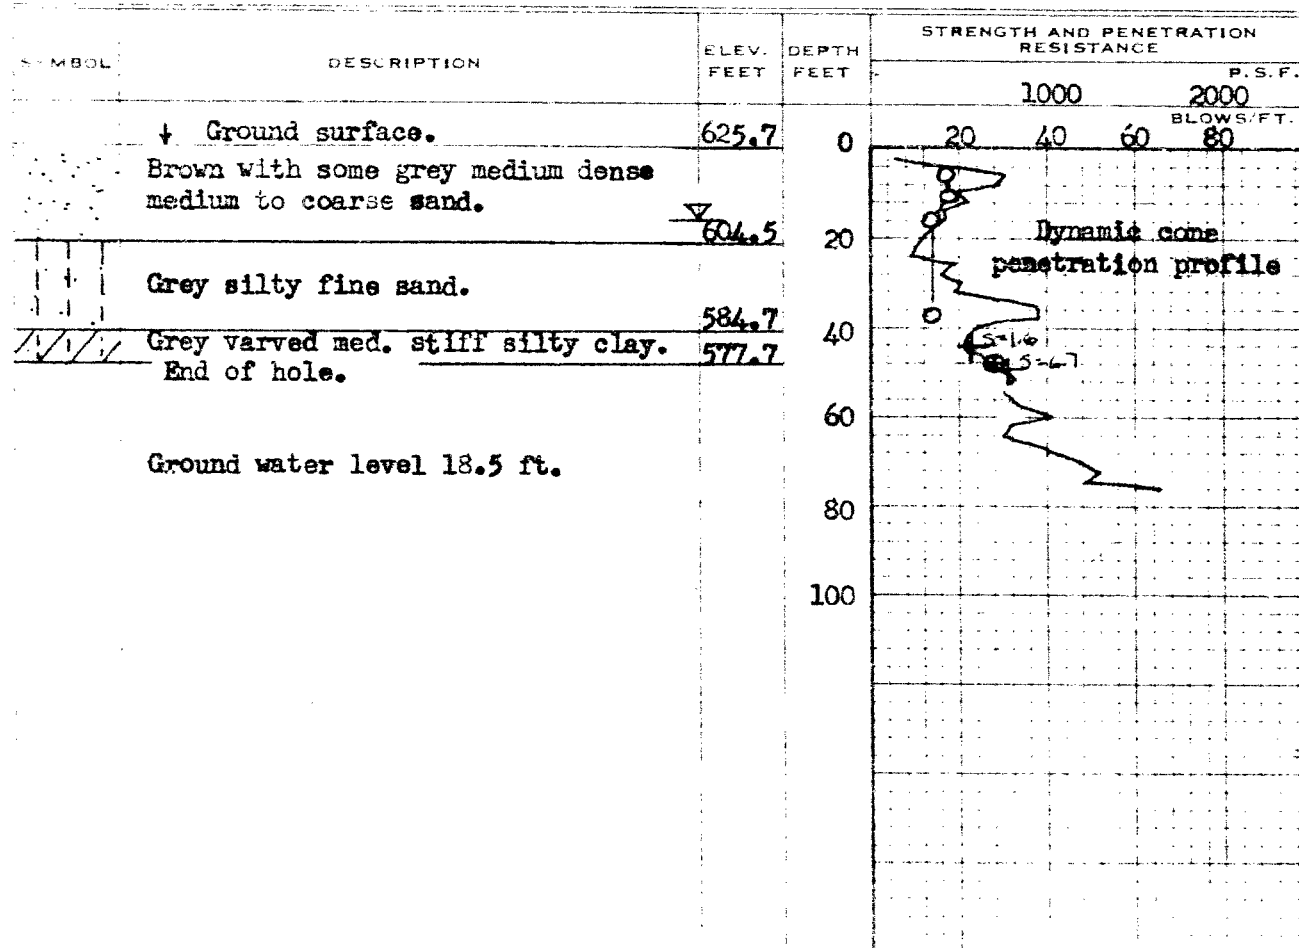 STRENGTH AND PENETRATION
RESISTANCE
SYMBOL DESCRIPTION ELEV. FEET DEPTH FEET
P.S.F.
1000 2000
BLOWS/FT.
20 40 60 80
Ground surface. 625.7 0
Brown with some grey medium dense
medium to coarse sand.
604.5
20
Dynamic cone
penetration profile
Grey silty fine sand.
584.7
40
Grey varved med. stiff silty clay. 577.7
S=1.6
End of hole.
60
Ground water level 18.5 ft.
80
100